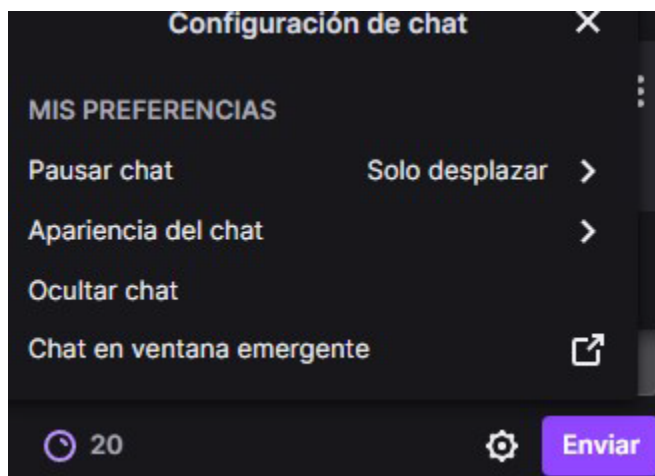 Configuración de chat
MIS PREFERENCIAS
Pausar chat Solo desplazar
Apariencia del chat
Ocultar chat
Chat en ventana emergente
20 Enviar